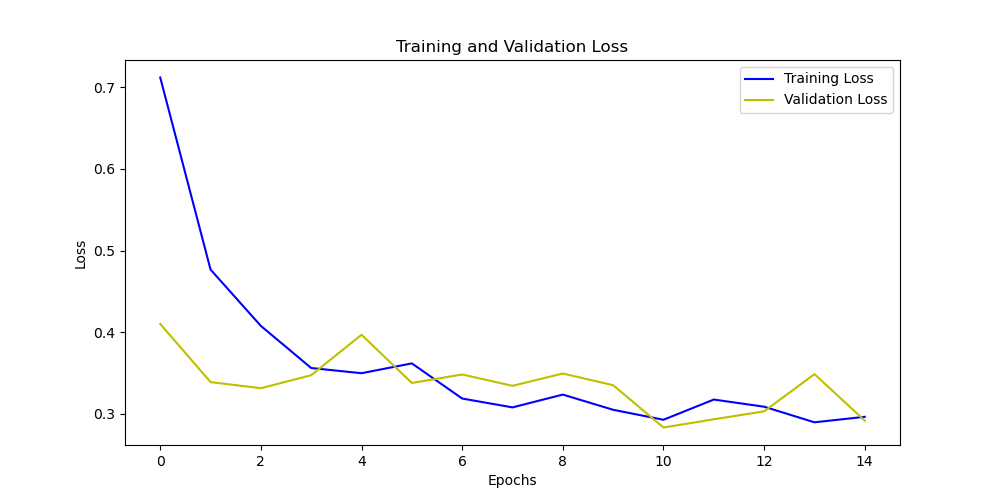 Training and Validation Loss
Training Loss
Validation Loss
0.7
0.6
0.5
0.4
0.3
Loss
0 2 4 6 8 10 12 14
Epochs